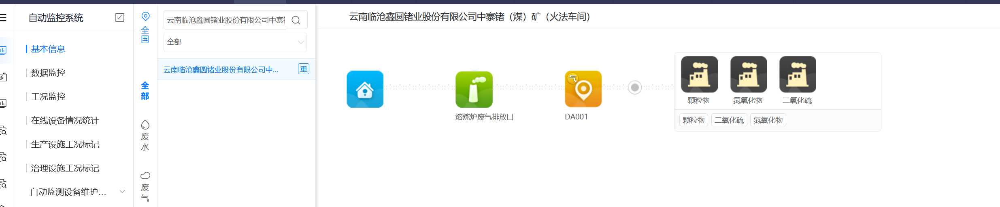 自动监控系统
基本信息
数据监控
工况监控
在线设备情况统计
生产设施工况标记
治理设施工况标记
自动监测设备维护...
全国
全部
废水
废气
云南临沧鑫圆锗业股份有限公司中寨锗
全部
云南临沧鑫圆锗业股份有限公司中...
重
云南临沧鑫圆锗业股份有限公司中寨锗（煤）矿（火法车间）
熔炼炉废气排放口
气
DA001
颗粒物 氮氧化物 二氧化硫
颗粒物 二氧化硫 氮氧化物